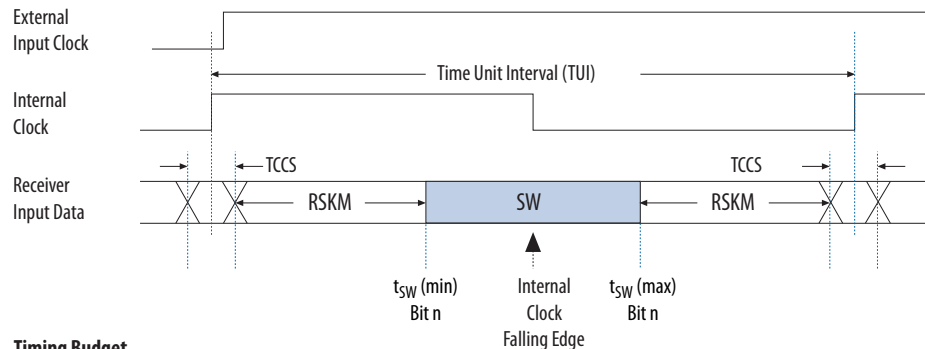 External
Input Clock
Time Unit Interval (TUI)
Internal
Clock
TCCS
TCCS
Receiver
Input Data
RSKM
SW
RSKM
tSW (min)
Bit n
Internal
Clock
Falling Edge
tSW (max)
Bit n
Timing Budget